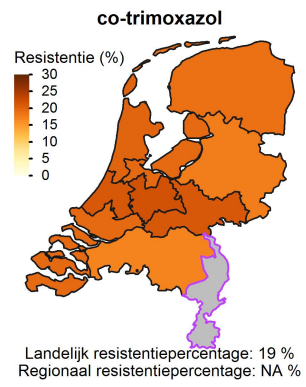 co-trimoxazol
Resistentie (%)
30
25
20
15
10
5
0
Landelijk resistentiepercentage: 19 %
Regionaal resistentiepercentage: NA %